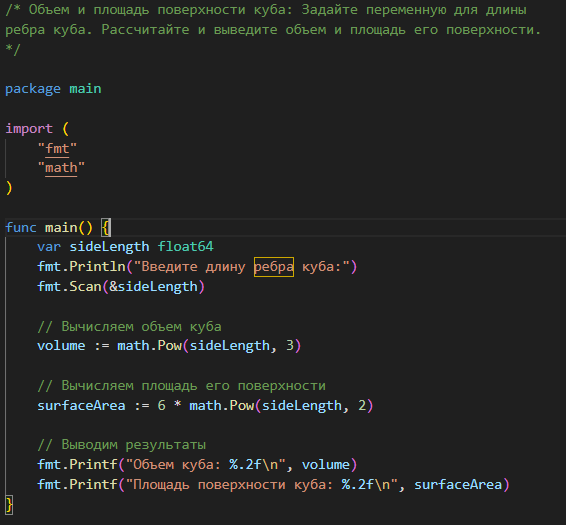 /* Объем и площадь поверхности куба: Задайте переменную для длины
ребра куба. Рассчитайте и выведите объем и площадь его поверхности.
*/
package main
import (
"fmt"
"math"
)
func main() {
var sideLength float64
fmt.Println("Введите длину ребра куба:")
fmt.Scan(&sideLength)
// Вычисляем объем куба
volume := math.Pow(sideLength, 3)
// Вычисляем площадь его поверхности
surfaceArea := 6 * math.Pow(sideLength, 2)
// Выводим результаты
fmt.Printf("Объем куба: %.2f\n", volume)
fmt.Printf("Площадь поверхности куба: %.2f\n", surfaceArea)
}